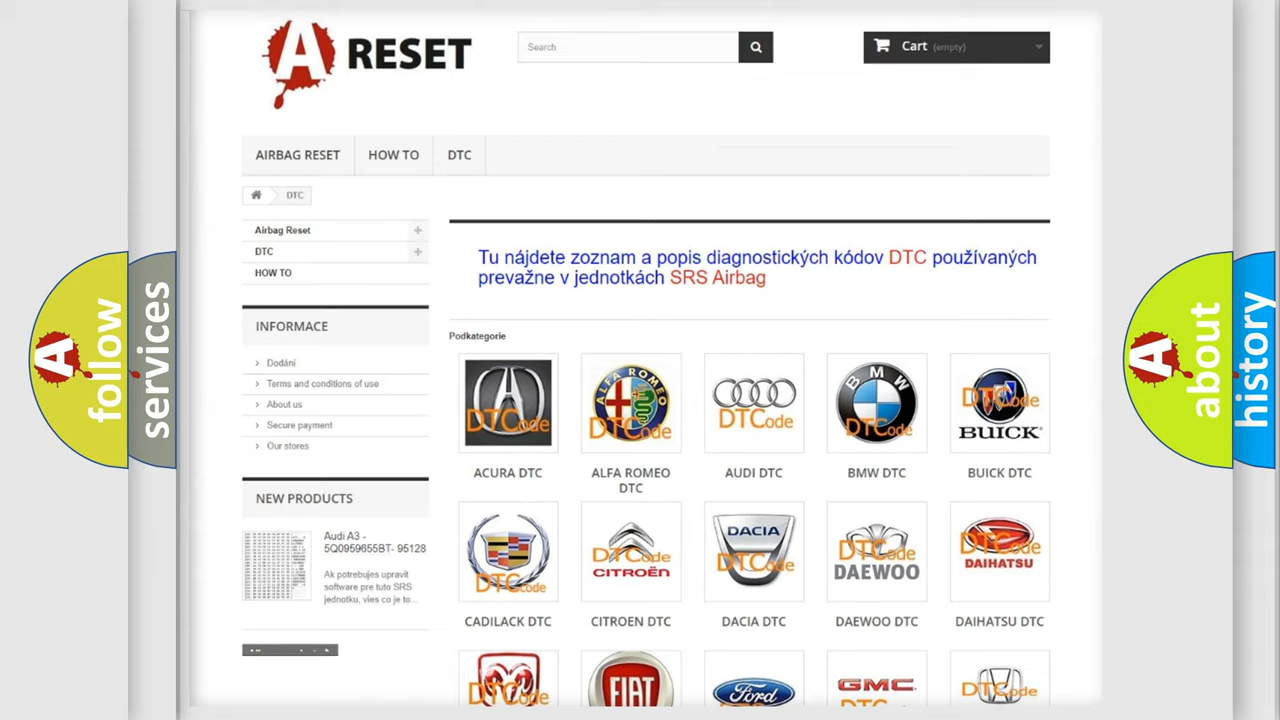 A RESET
Search
Cart (empty)
AIRBAG RESET
HOW TO
DTC
DTC
Airbag Reset
DTC
HOW TO
Tu nájdete zoznam a popis diagnostických kódov DTC používaných
prevažne v jednotkách SRS Airbag
INFORMACE
Dodání
Terms and conditions of use
About us
Secure payment
Our stores
NEW PRODUCTS
Audi A3 -
5Q0959655BT- 95128
Ak potrebujes upravit
software pre tuto SRS
jednotku, vies co je to...
Podkategorie
DTCode
ALFA ROMEO
DTCode
DTCode
BMW
DTCode
DTCode
BUICK
ACURA DTC
ALFA ROMEO
DTC
AUDI DTC
BMW DTC
BUICK DTC
DTCode
DTCode
CITROËN
DACIA
DTCode
DTCode
DAEWOO
DTCode
DAIHATSU
CADILACK DTC
CITROEN DTC
DACIA DTC
DAEWOO DTC
DAIHATSU DTC
DTCode
FIAT
Ford
GMC
DTCode
A follow
services
A about
history